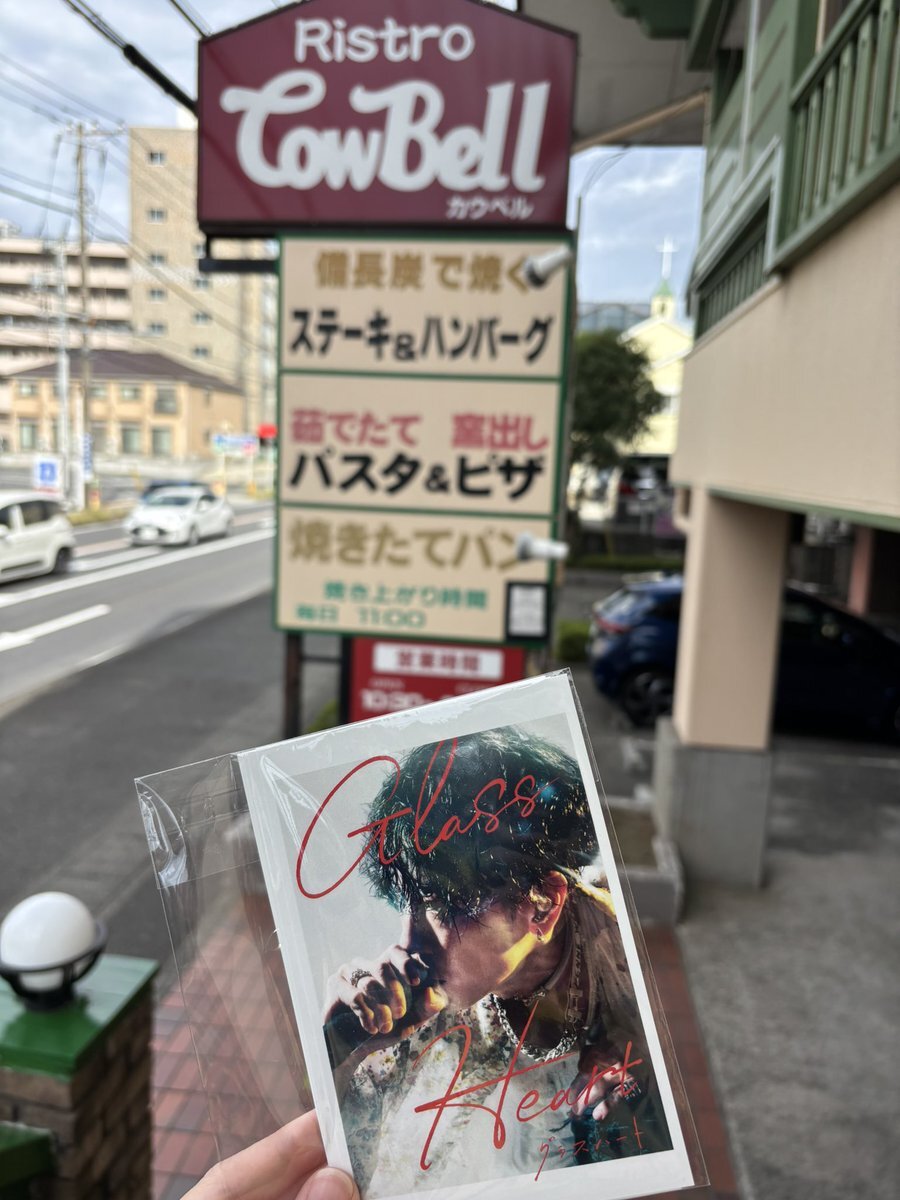 Ristro
CowBell
カウベル
備長炭で焼く
ステーキ&ハンバーグ
茹でたて 窯出し
パスタ&ピザ
焼きたてパン
焼き上がり時間
毎日 11:00
営業時間
10:30
Glass
Heart
グラスハート